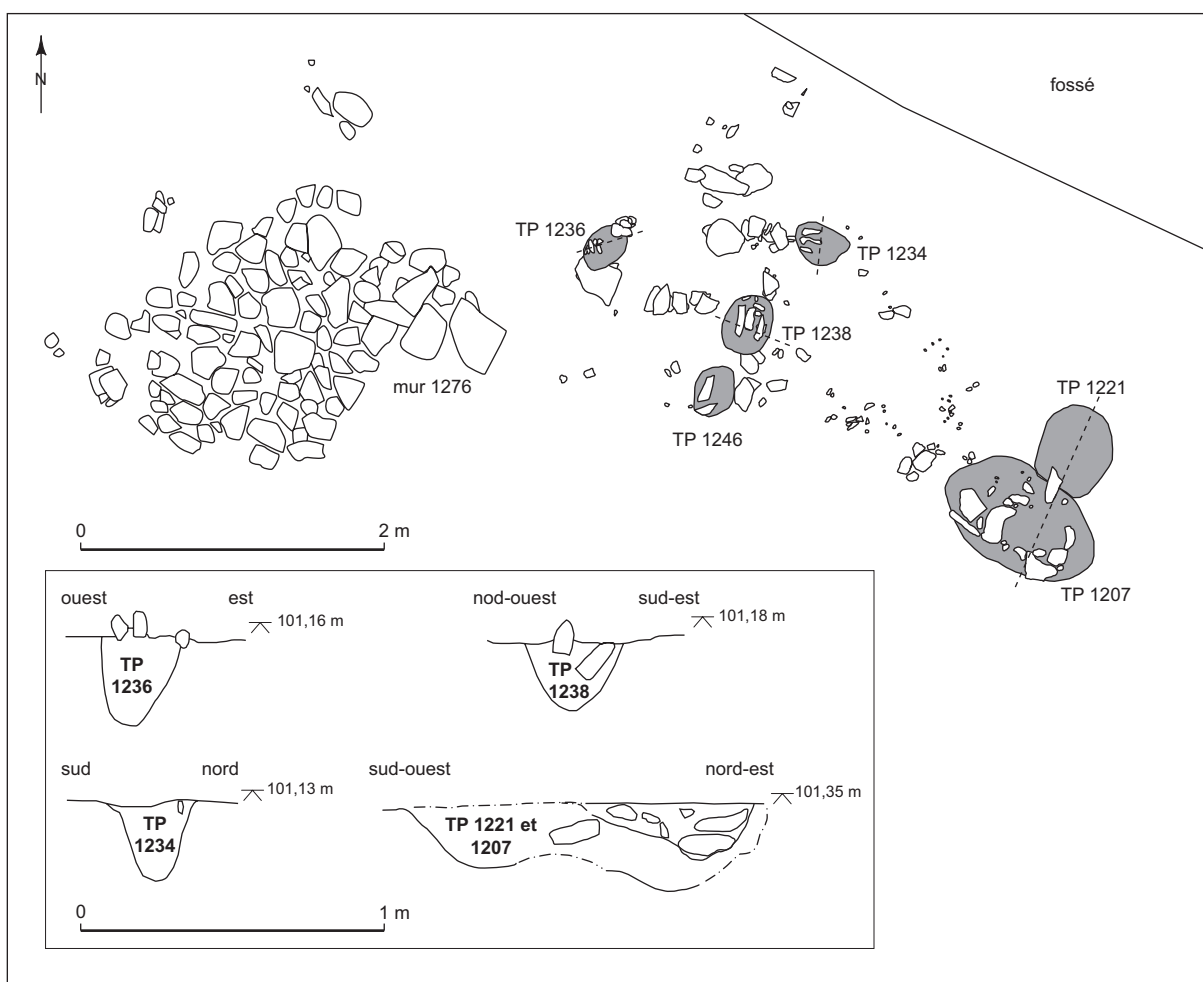 N
fossé
TP 1236
TP 1234
TP 1238
mur 1276
TP 1221
TP 1246
0 2 m
TP 1207
ouest est 101,16 m
TP
1236
nod-ouest sud-est 101,18 m
TP
1238
sud nord 101,13 m
TP
1234
sud-ouest nord-est 101,35 m
TP 1221 et
1207
0 1 m